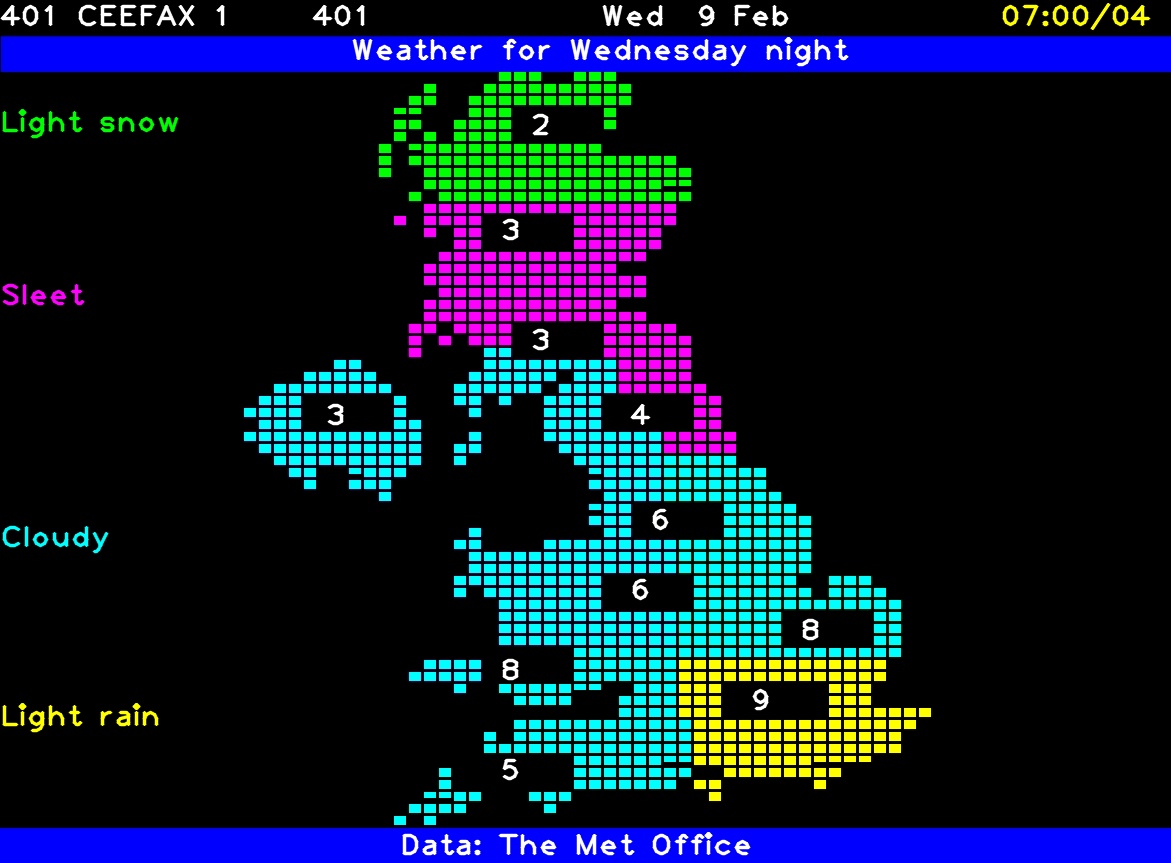 401 CEEFAX 1 401 Wed 9 Feb 07:00/04
Weather for Wednesday night
Light snow
2
3
Sleet
3
3
4
6
Cloudy
6
8
8
9
Light rain
5
Data: The Met Office